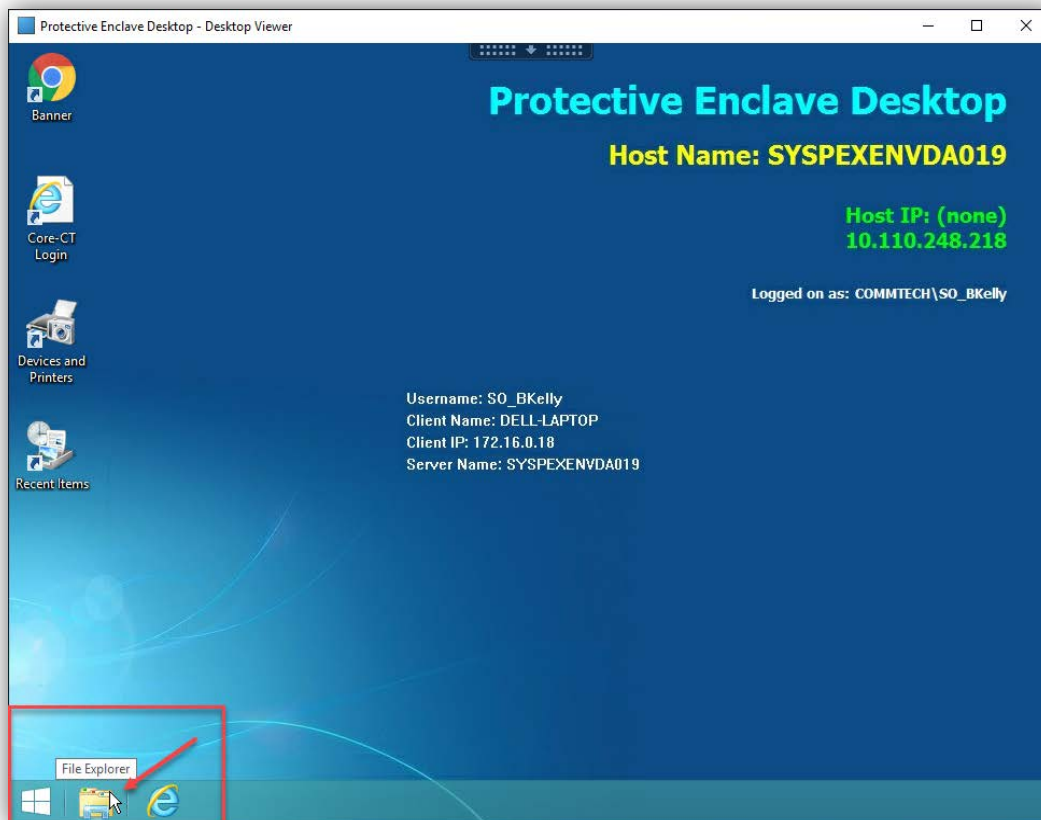 Protective Enclave Desktop - Desktop Viewer
Banner
Core-CT
Login
Devices and
Printers
Recent Items
Protective Enclave Desktop
Host Name: SYSPEXENVDA019
Host IP: (none)
10.110.248.218
Logged on as: COMMTECH\SO_BKelly
Username: SO_BKelly
Client Name: DELL-LAPTOP
Client IP: 172.16.0.18
Server Name: SYSPEXENVDA019
File Explorer